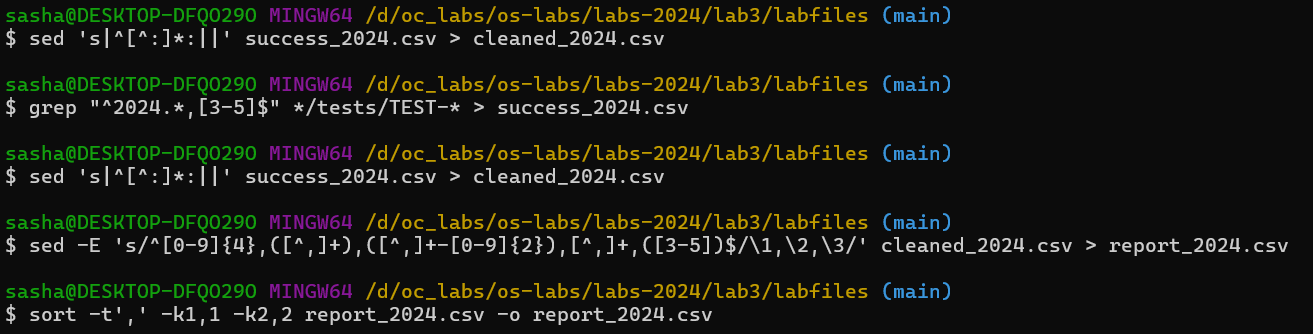 sasha@DESKTOP-DFQO29O MINGW64 /d/oc_labs/os-labs/labs-2024/lab3/labfiles (main)
$ sed 's|^[^:]*:||' success_2024.csv > cleaned_2024.csv
sasha@DESKTOP-DFQO29O MINGW64 /d/oc_labs/os-labs/labs-2024/lab3/labfiles (main)
$ grep "^2024.*,[3-5]$" */tests/TEST-* > success_2024.csv
sasha@DESKTOP-DFQO29O MINGW64 /d/oc_labs/os-labs/labs-2024/lab3/labfiles (main)
$ sed 's|^[^:]*:||' success_2024.csv > cleaned_2024.csv
sasha@DESKTOP-DFQO29O MINGW64 /d/oc_labs/os-labs/labs-2024/lab3/labfiles (main)
$ sed -E 's/^[0-9]{4},([^,]+),([^,]+-[0-9]{2}),[^,]+,([3-5])$/\1,\2,\3/' cleaned_2024.csv > report_2024.csv
sasha@DESKTOP-DFQO29O MINGW64 /d/oc_labs/os-labs/labs-2024/lab3/labfiles (main)
$ sort -t',' -k1,1 -k2,2 report_2024.csv -o report_2024.csv